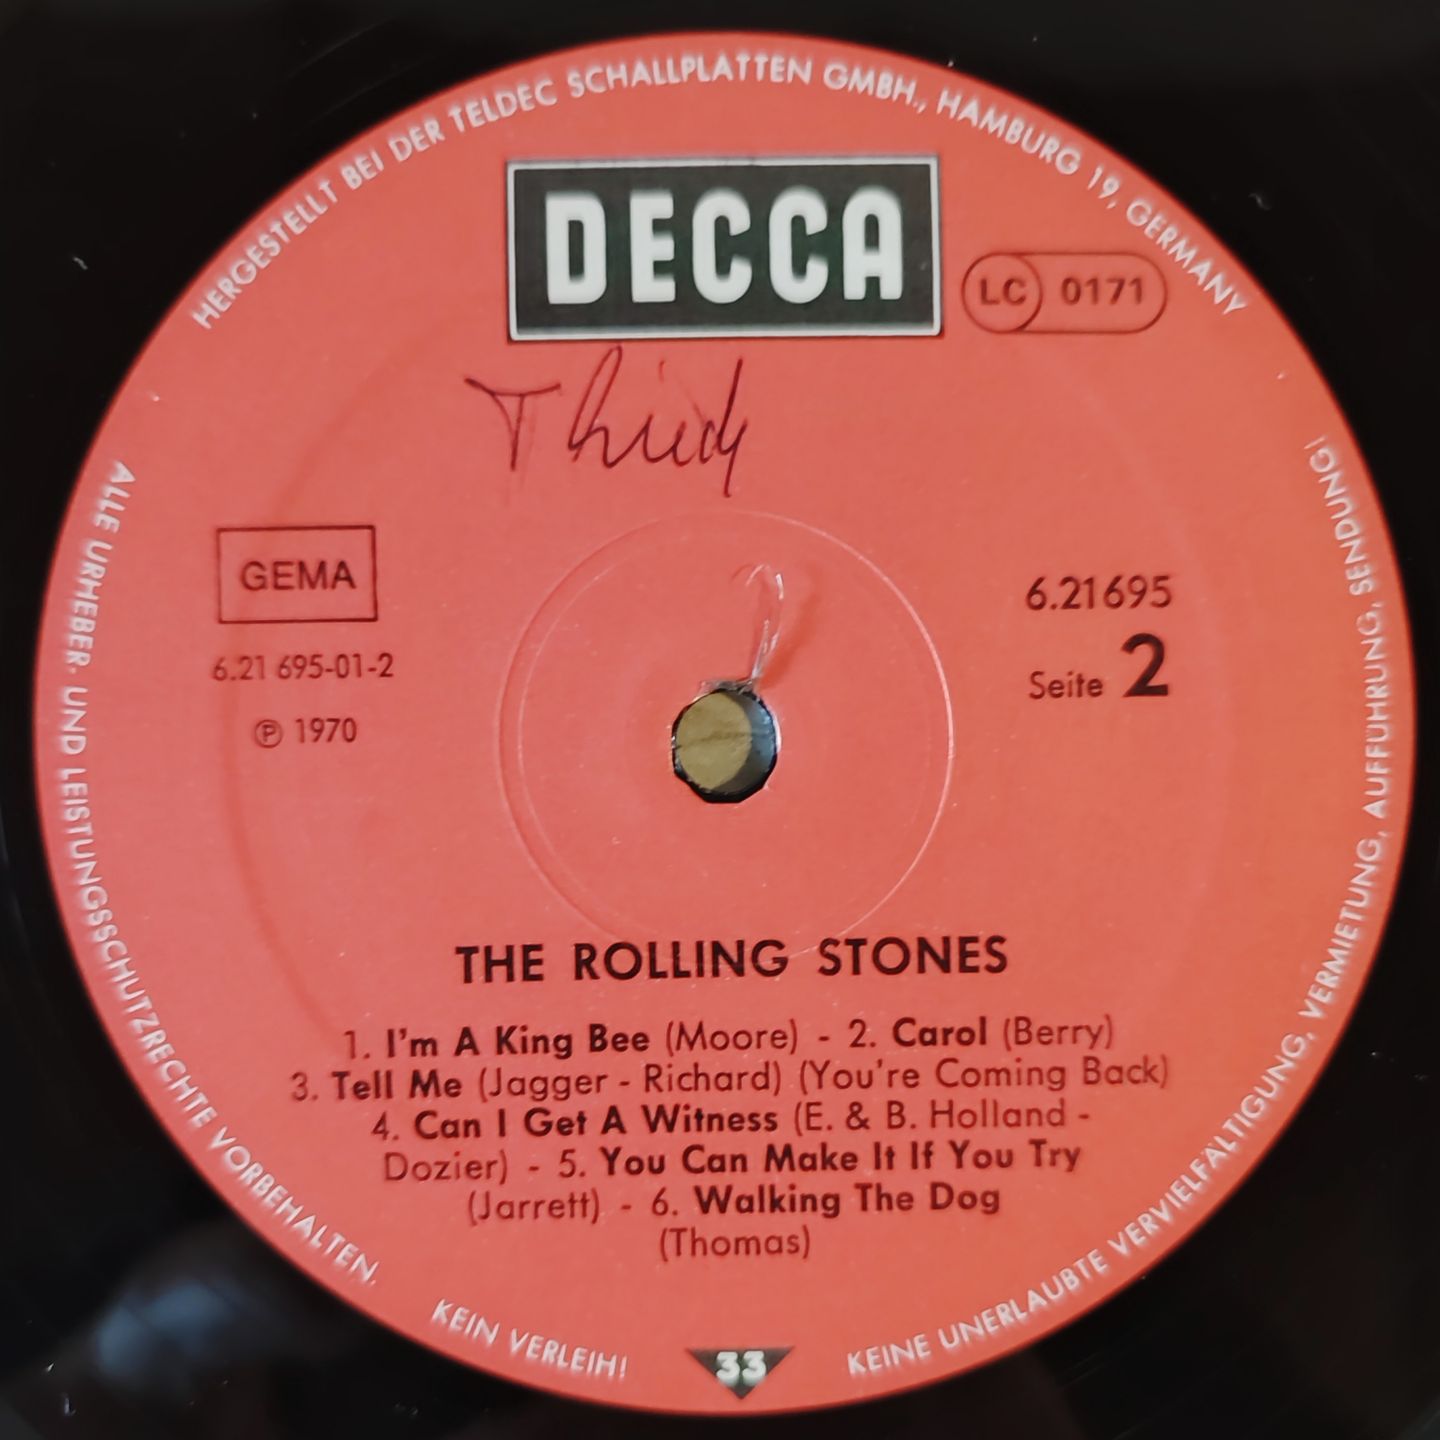 HERGESTELLT BEI DER TELDEC SCHALLPLATTEN GMBH., HAMBURG 19, GERMANY
DECCA
LC 0171
GEMA
6.21695
6.21 695-01-2
Seite 2
℗ 1970
THE ROLLING STONES
1. I'm A King Bee (Moore) - 2. Carol (Berry)
3. Tell Me (Jagger - Richard) (You're Coming Back)
4. Can I Get A Witness (E. & B. Holland -
Dozier) - 5. You Can Make It If You Try
(Jarrett) - 6. Walking The Dog
(Thomas)
ALLE URHEBER- UND LEISTUNGSSCHUTZRECHTE VORBEHALTEN.
KEIN VERLEIH!
33
KEINE UNERLAUBTE VERVIELFÄLTIGUNG, VERMIETUNG, AUFFÜHRUNG, SENDUNG!